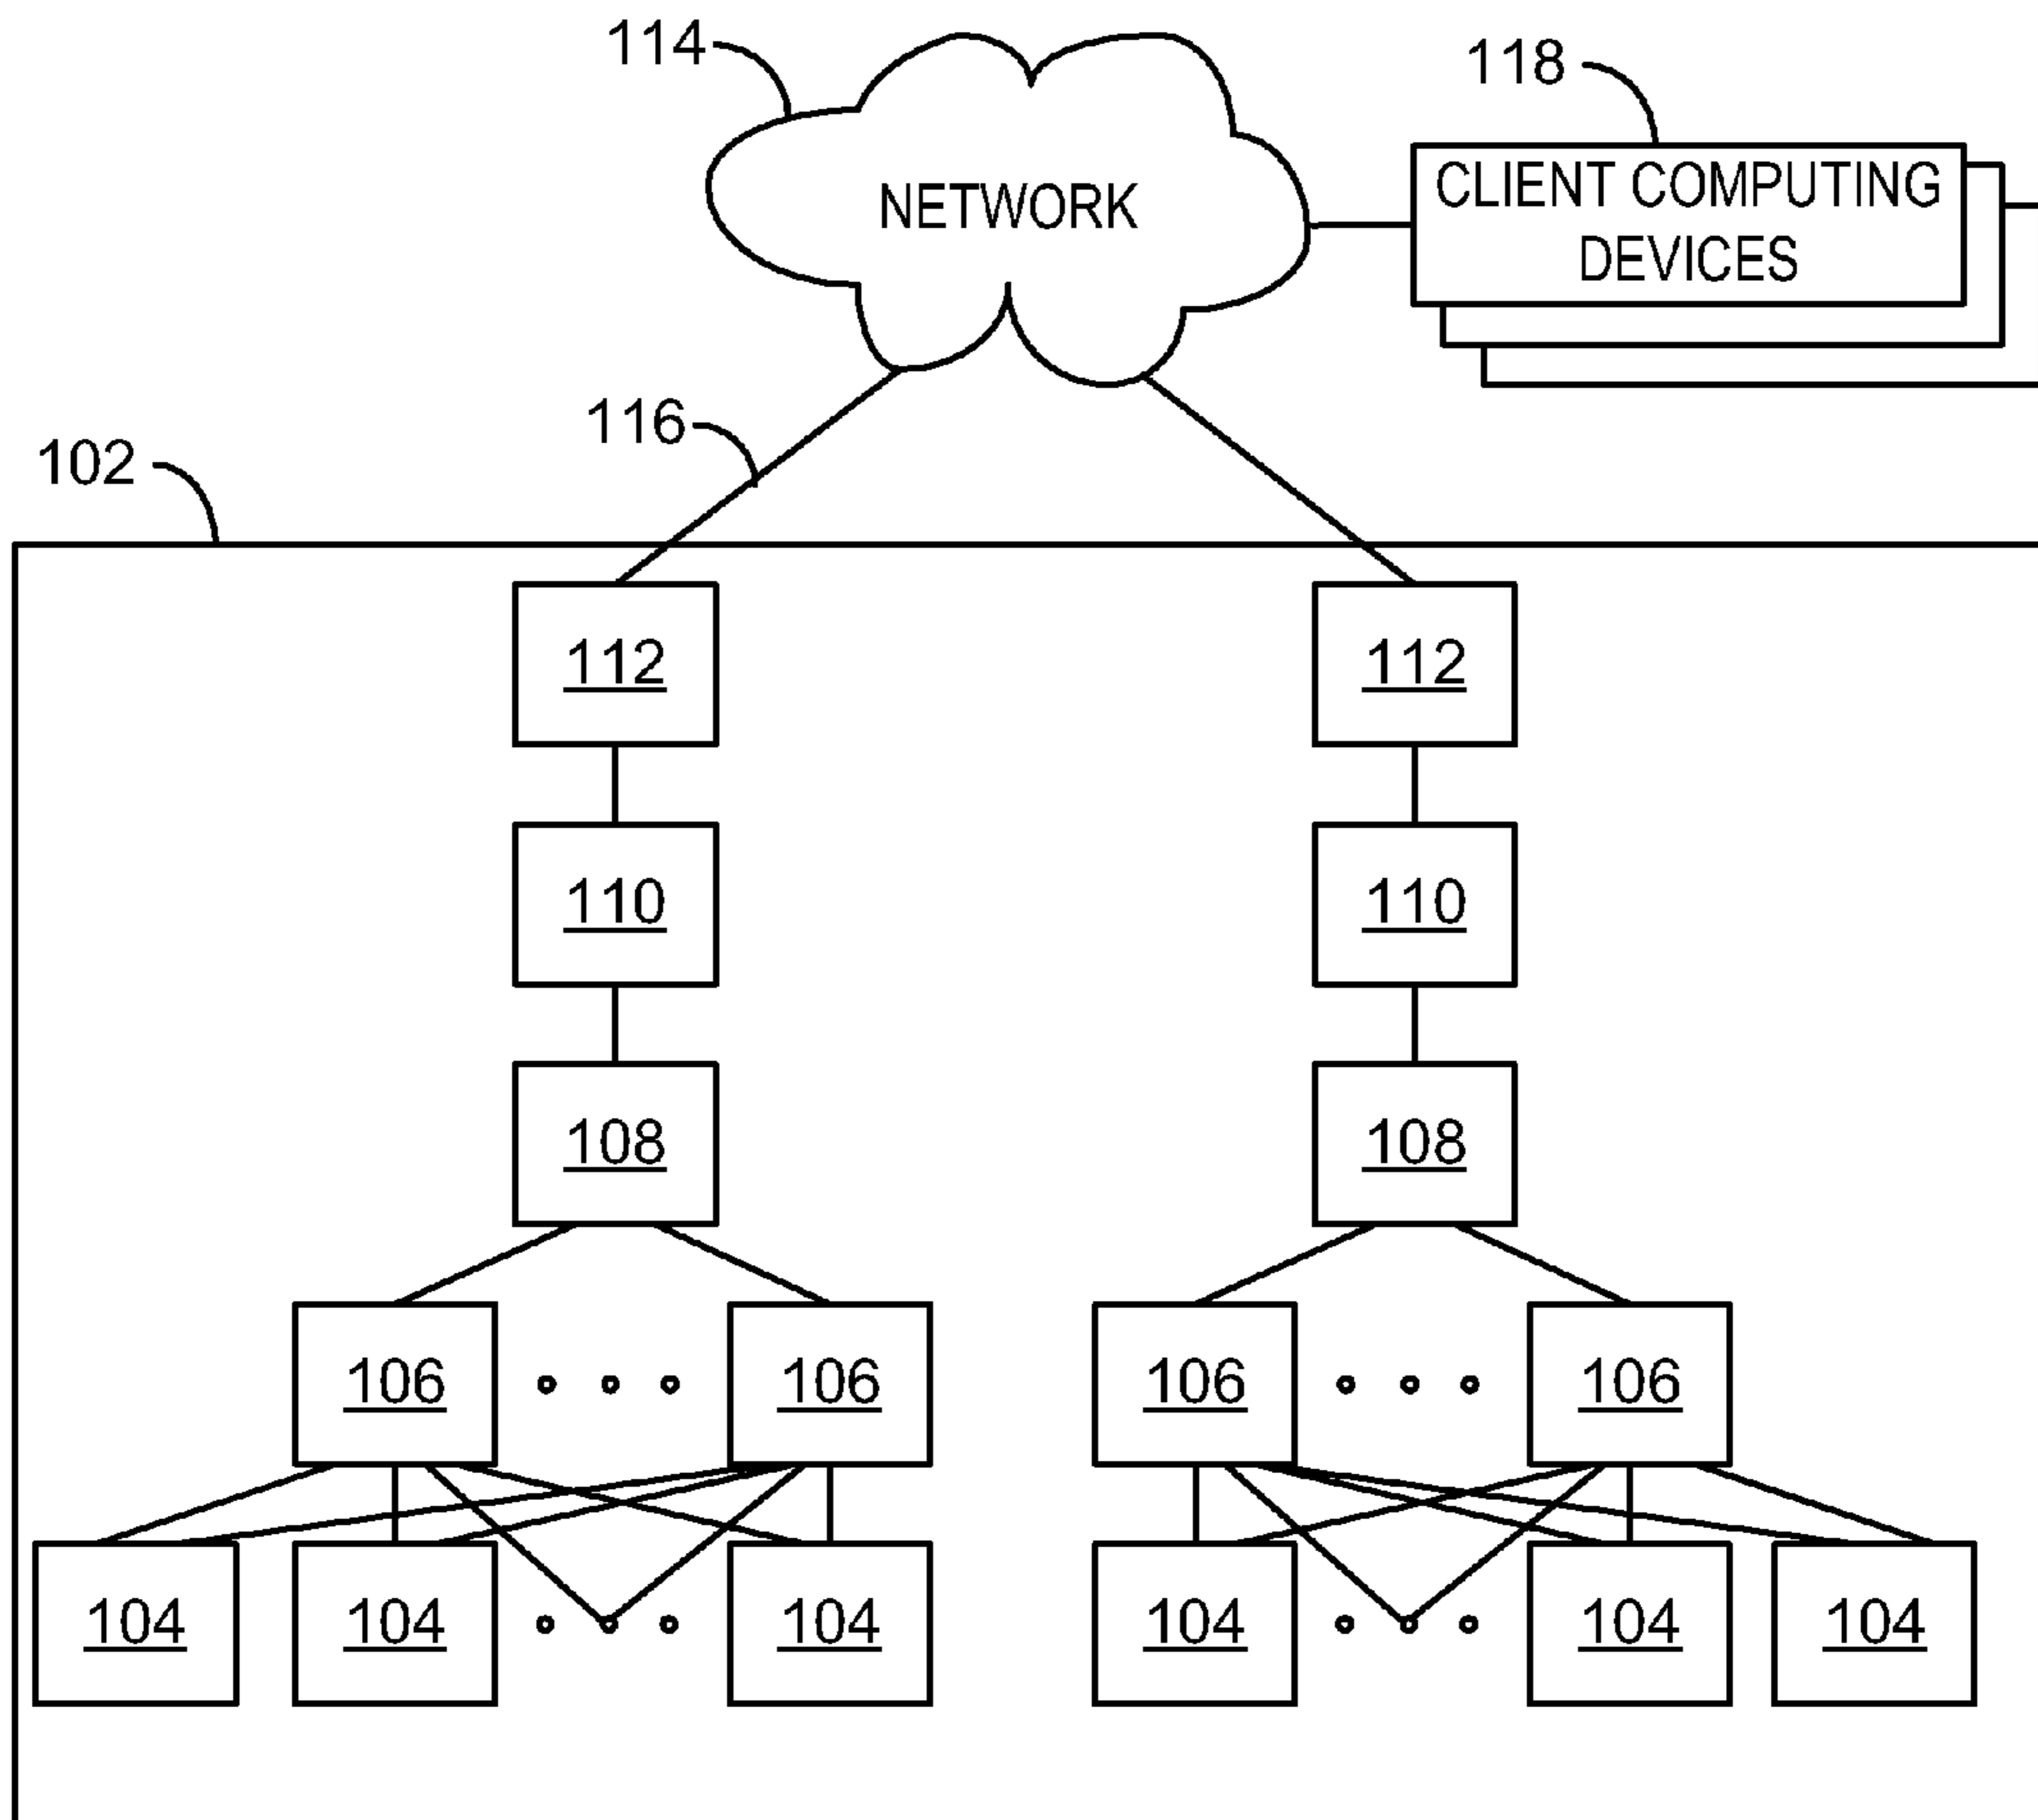 114
118
NETWORK
CLIENT COMPUTING
DEVICES
116
102
112 112
110 110
108 108
106 106 106 106
104 104 104 104 104 104